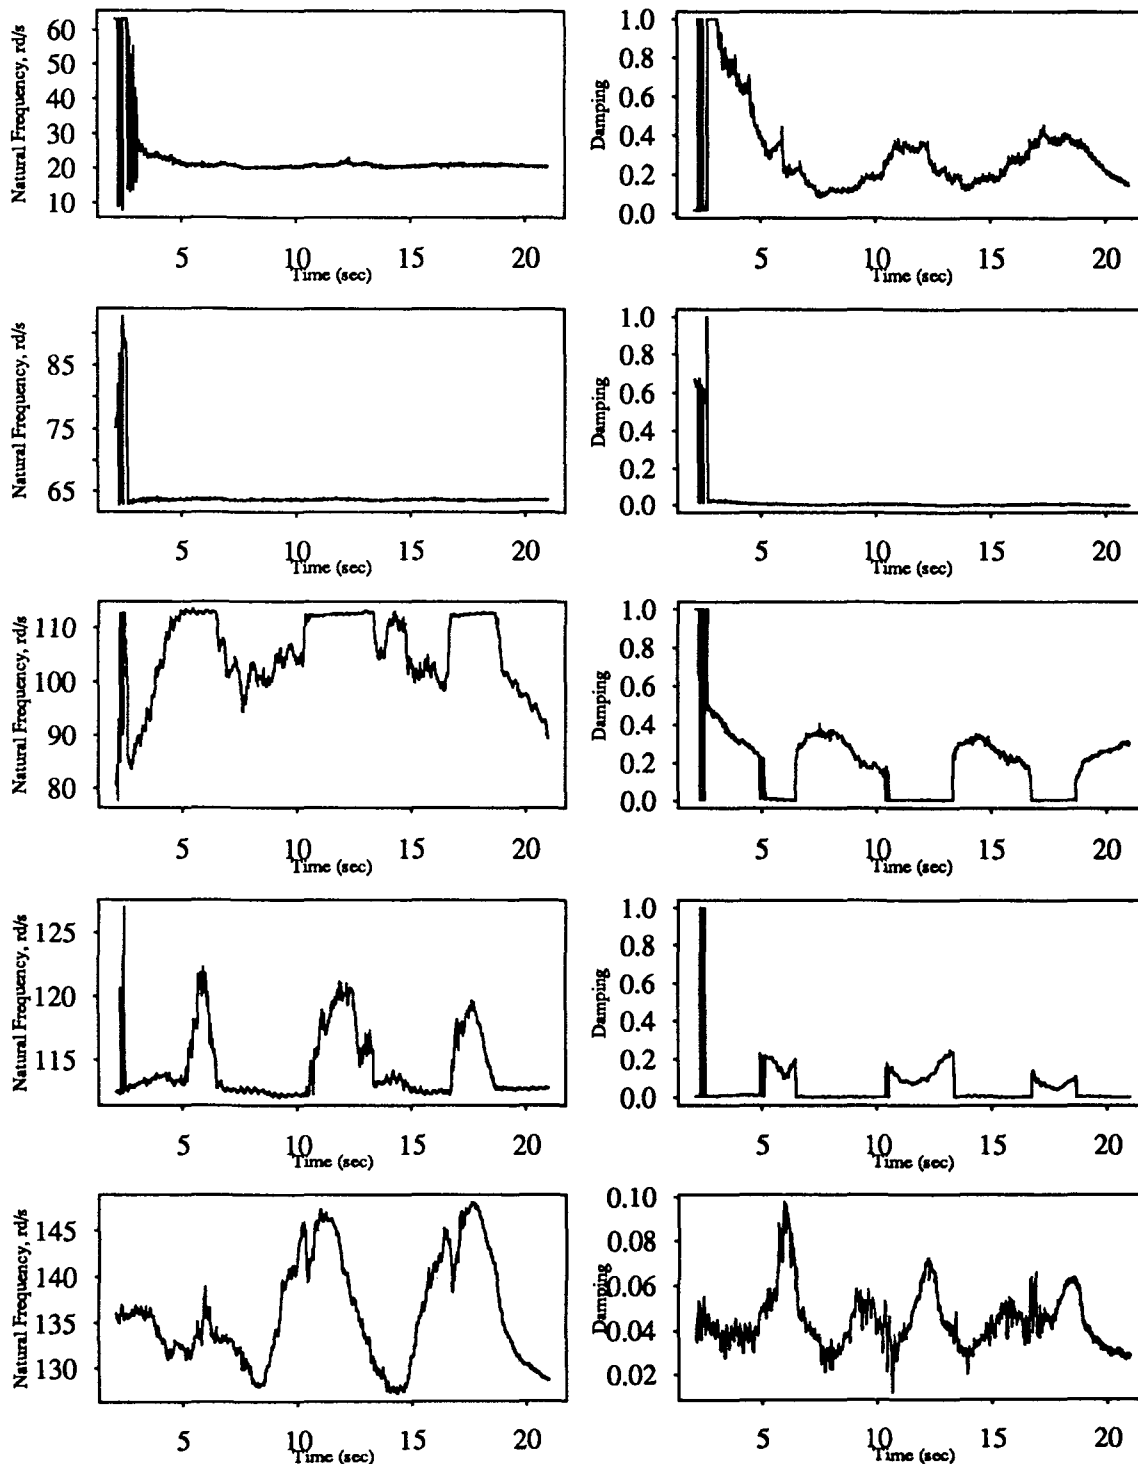 Natural Frequency, rd/s
60
50
40
30
20
10
5 10 15 20
Time (sec)
Damping
1.0
0.8
0.6
0.4
0.2
0.0
5 10 15 20
Time (sec)
Natural Frequency, rd/s
85
75
65
5 10 15 20
Time (sec)
Damping
1.0
0.8
0.6
0.4
0.2
0.0
5 10 15 20
Time (sec)
Natural Frequency, rd/s
110
100
90
80
5 10 15 20
Time (sec)
Damping
1.0
0.8
0.6
0.4
0.2
0.0
5 10 15 20
Time (sec)
Natural Frequency, rd/s
125
120
115
5 10 15 20
Time (sec)
Damping
1.0
0.8
0.6
0.4
0.2
0.0
5 10 15 20
Time (sec)
Natural Frequency, rd/s
145
140
135
130
5 10 15 20
Time (sec)
Damping
0.10
0.08
0.06
0.04
0.02
5 10 15 20
Time (sec)